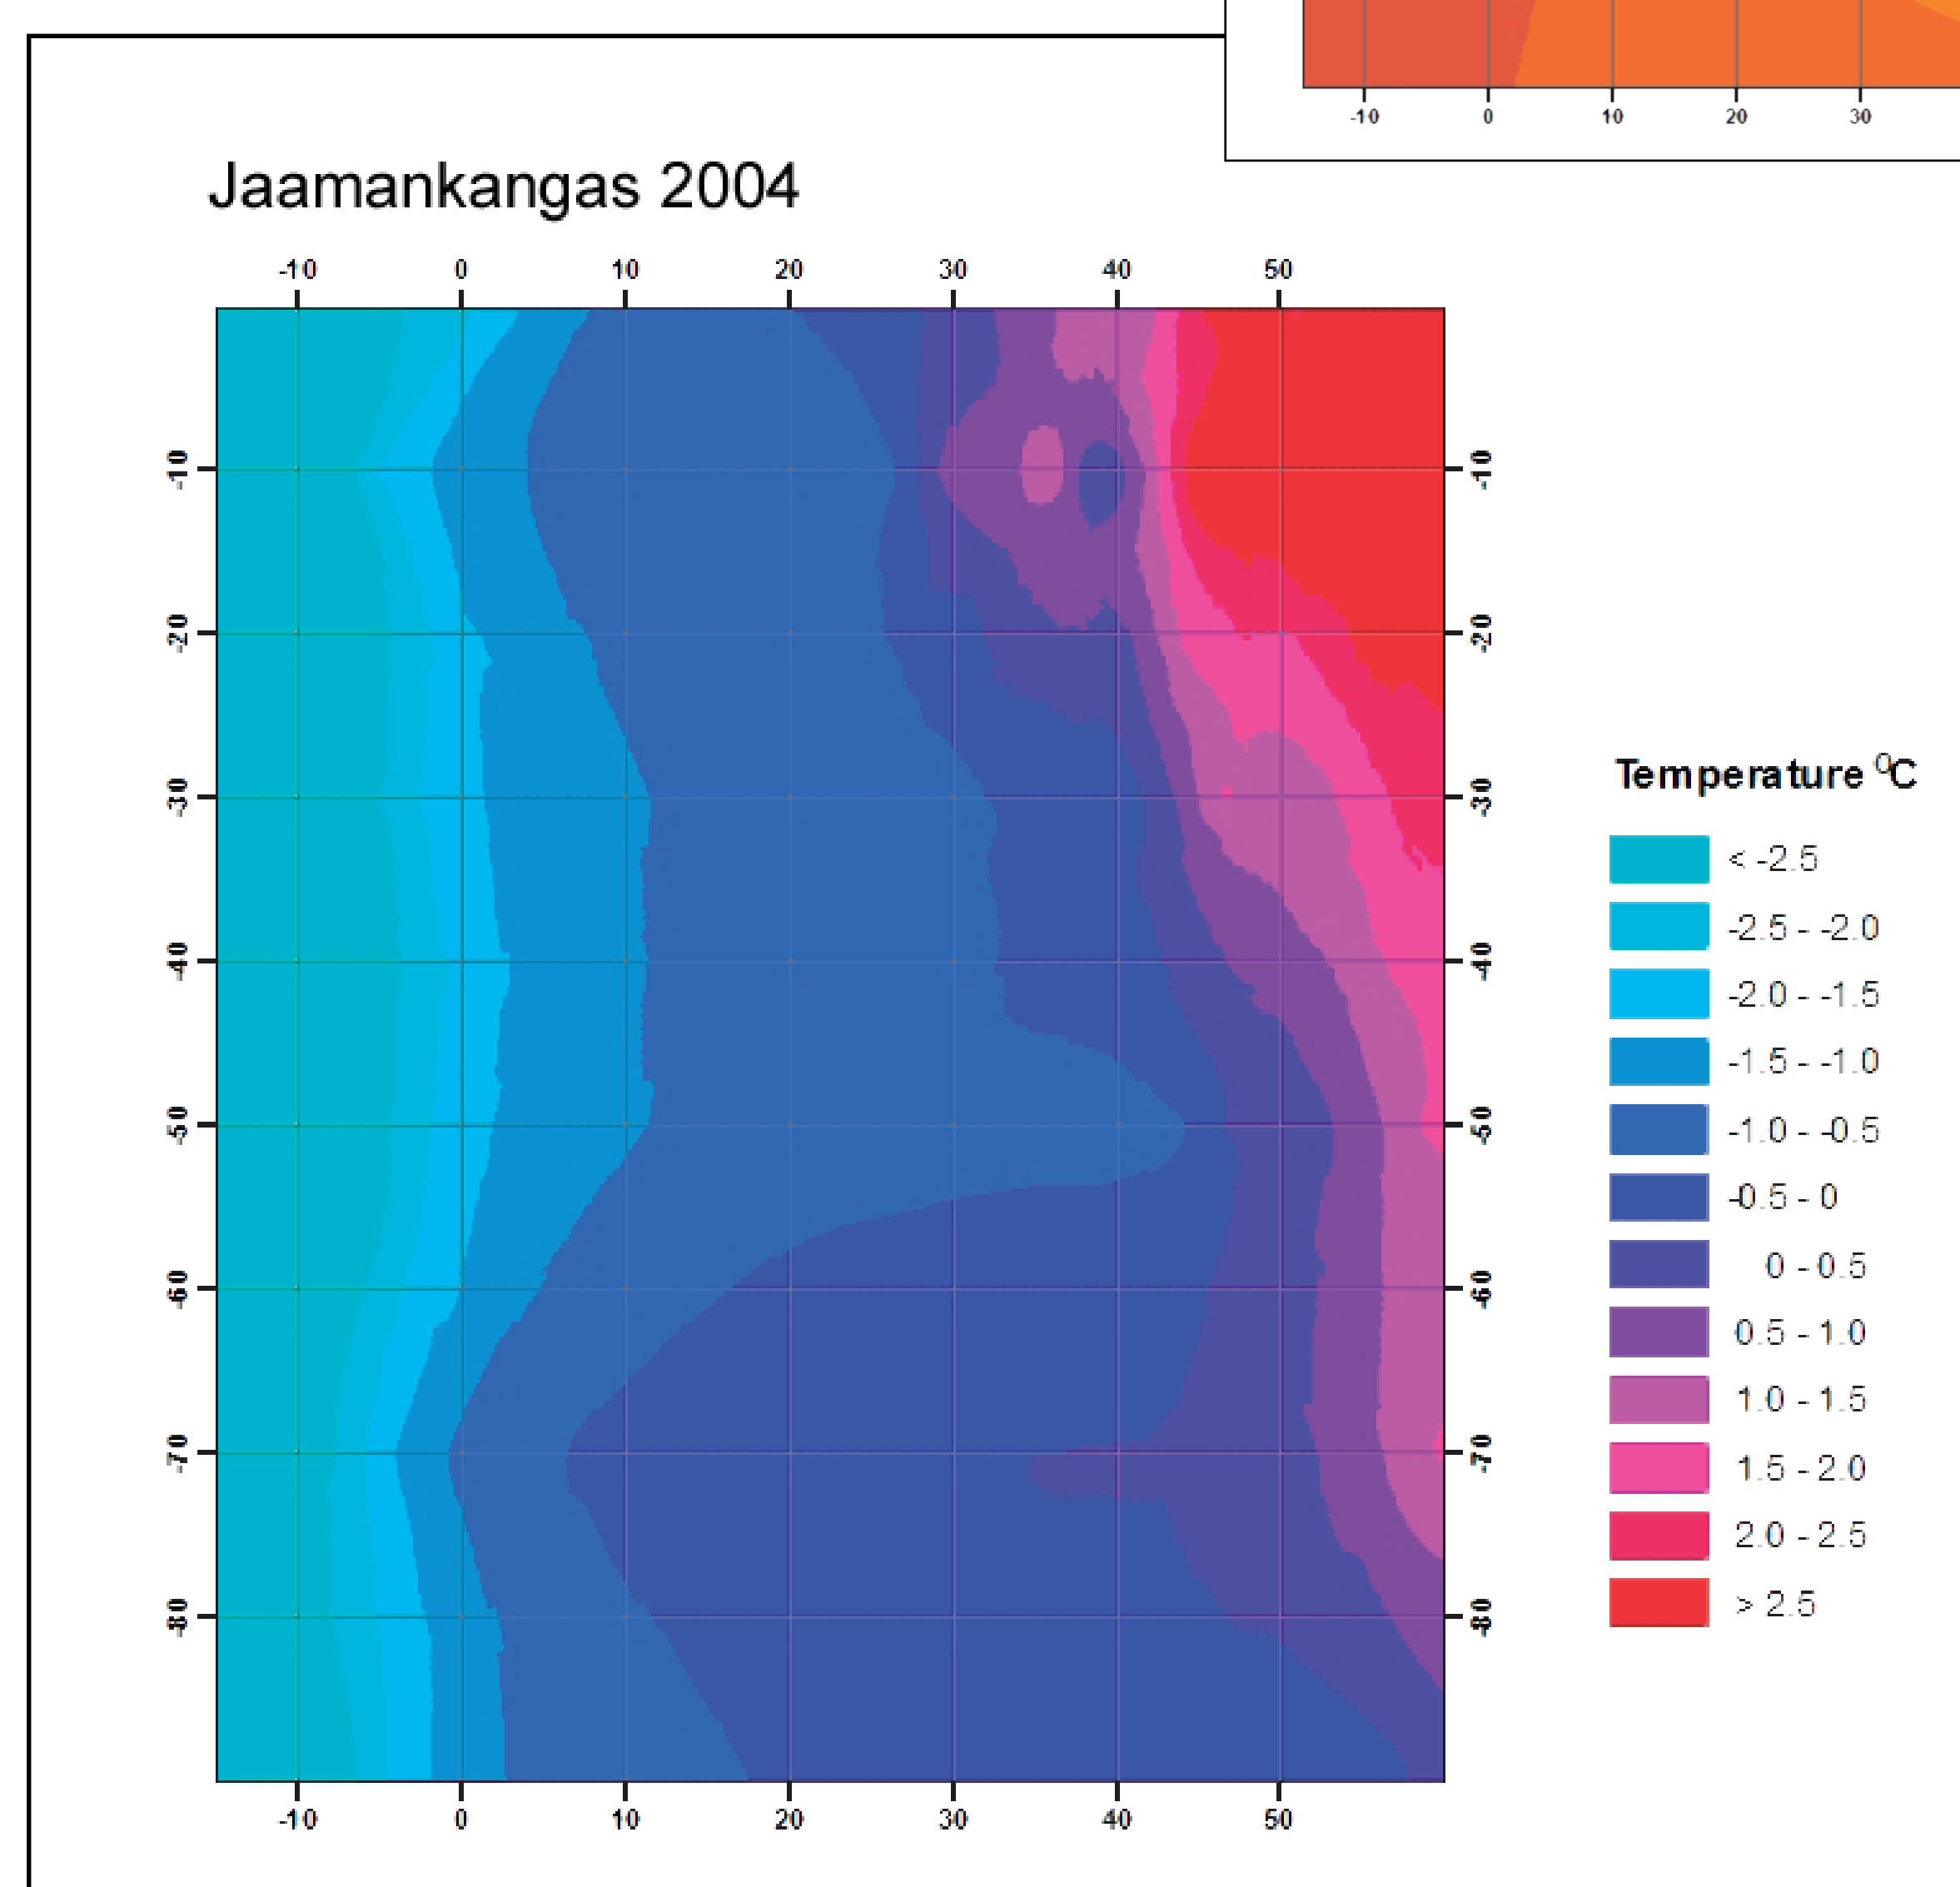 -10 0 10 20 30
Jaamankangas 2004
-10 0 10 20 30 40 50
-10 -10
-20 -20
-30 -30
-40 -40
-50 -50
-60 -60
-70 -70
-80 -80
-10 0 10 20 30 40 50
Temperature ⁰C
< -2.5
-2.5 - -2.0
-2.0 - -1.5
-1.5 - -1.0
-1.0 - -0.5
-0.5 - 0
0 - 0.5
0.5 - 1.0
1.0 - 1.5
1.5 - 2.0
2.0 - 2.5
> 2.5